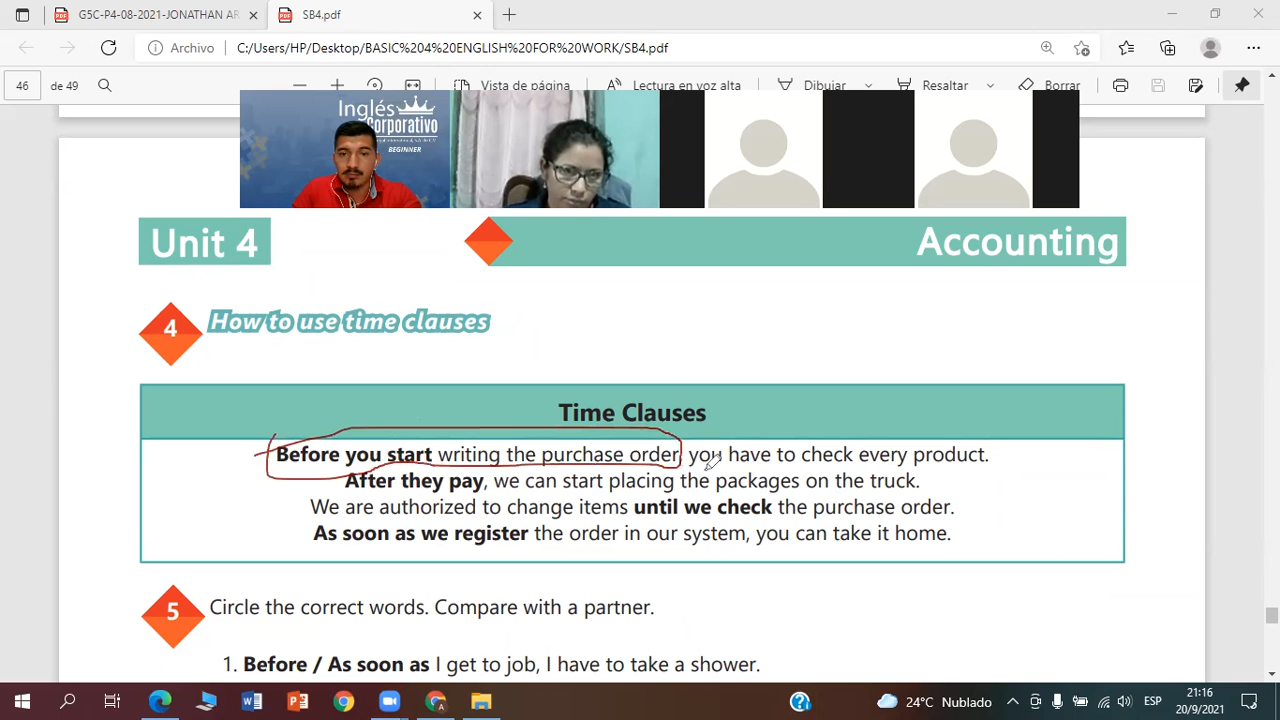 G5C-P4-08-2021-JONATHAN AR
SB4.pdf
Archivo
C:/Users/HP/Desktop/BASIC%204%20ENGLISH%20FOR%20WORK/SB4.pdf
46 de 49
Vista de página
Lectura en voz alta
Dibujar
Resaltar
Borrar
Inglés
Corporativo
BEGINNER
Unit 4
Accounting
4 How to use time clauses
Time Clauses
Before you start writing the purchase order, you have to check every product.
After they pay, we can start placing the packages on the truck.
We are authorized to change items until we check the purchase order.
As soon as we register the order in our system, you can take it home.
5 Circle the correct words. Compare with a partner.
1. Before / As soon as I get to job, I have to take a shower.
24°C Nublado
ESP
21:16
20/9/2021